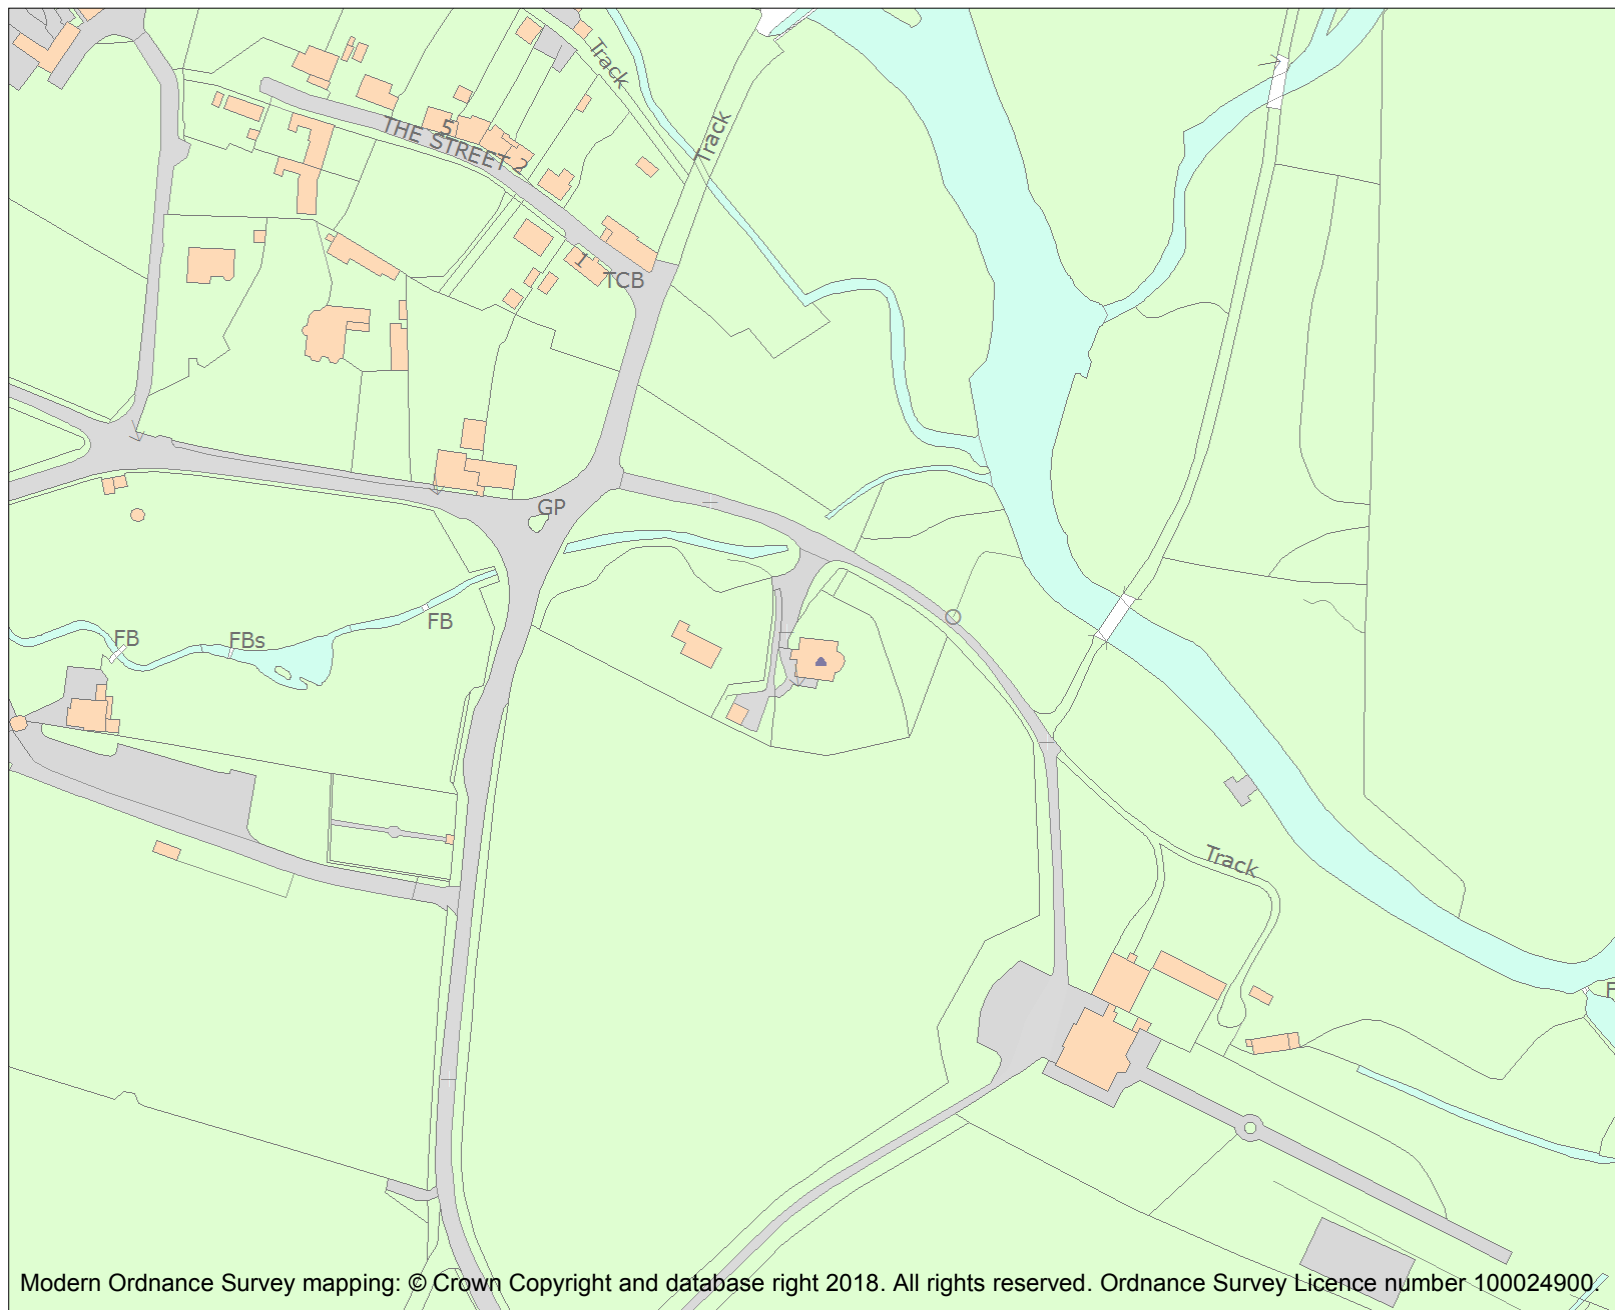 Track
5
THE STREET 2
Track
1
TCB
GP
FB
FBs
FB
Track
F
Modern Ordnance Survey mapping: © Crown Copyright and database right 2018. All rights reserved. Ordnance Survey Licence number 100024900.